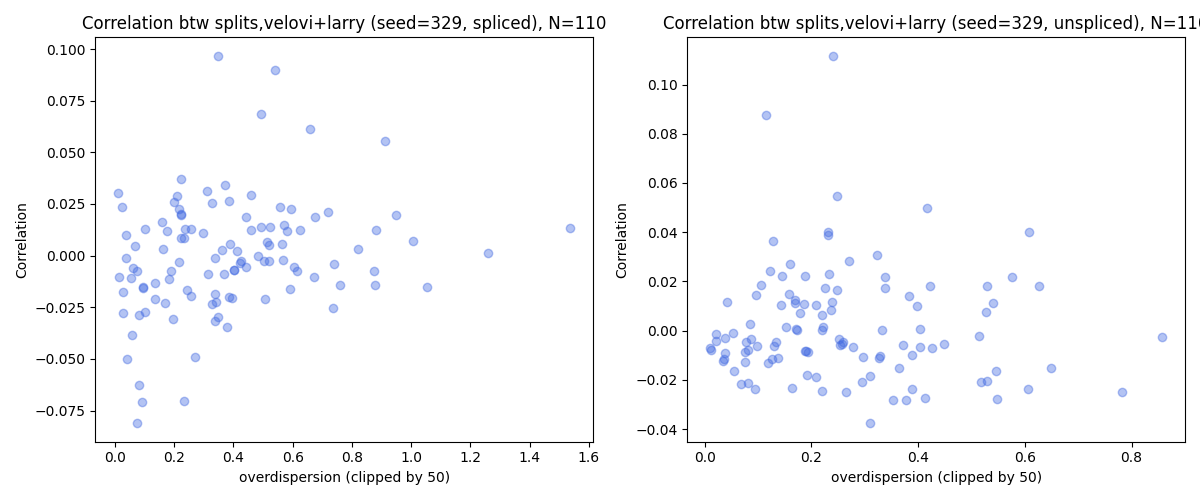 Correlation btw splits,velovi+larry (seed=329, spliced), N=110
0.100
0.075
0.050
0.025
0.000
−0.025
−0.050
−0.075
Correlation
0.0 0.2 0.4 0.6 0.8 1.0 1.2 1.4 1.6
overdispersion (clipped by 50)
Correlation btw splits,velovi+larry (seed=329, unspliced), N=110
0.10
0.08
0.06
0.04
0.02
0.00
−0.02
−0.04
Correlation
0.0 0.2 0.4 0.6 0.8
overdispersion (clipped by 50)